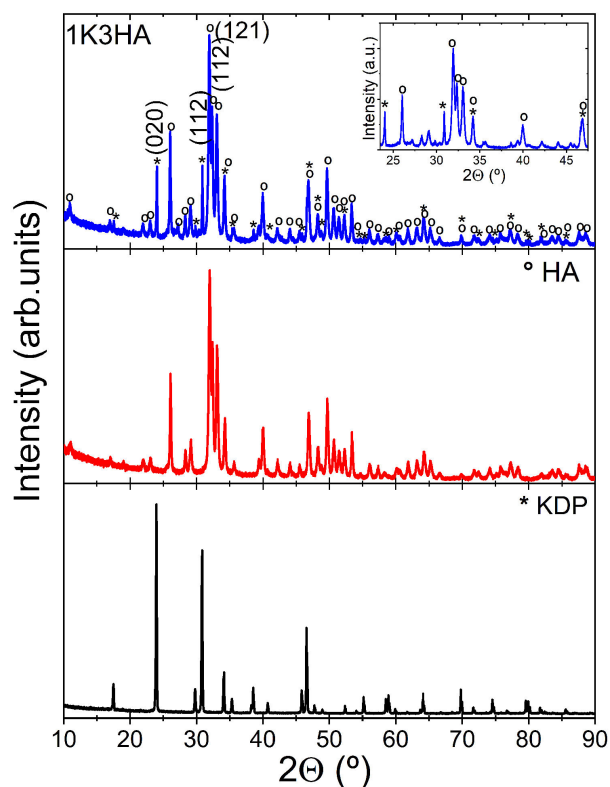 1K3HA
(020)
(112)
(121)
(112)
Intensity (a.u.)
25 30 35 40 45
2Θ (º)
o HA
* KDP
Intensity (arb.units)
10 20 30 40 50 60 70 80 90
2Θ (º)